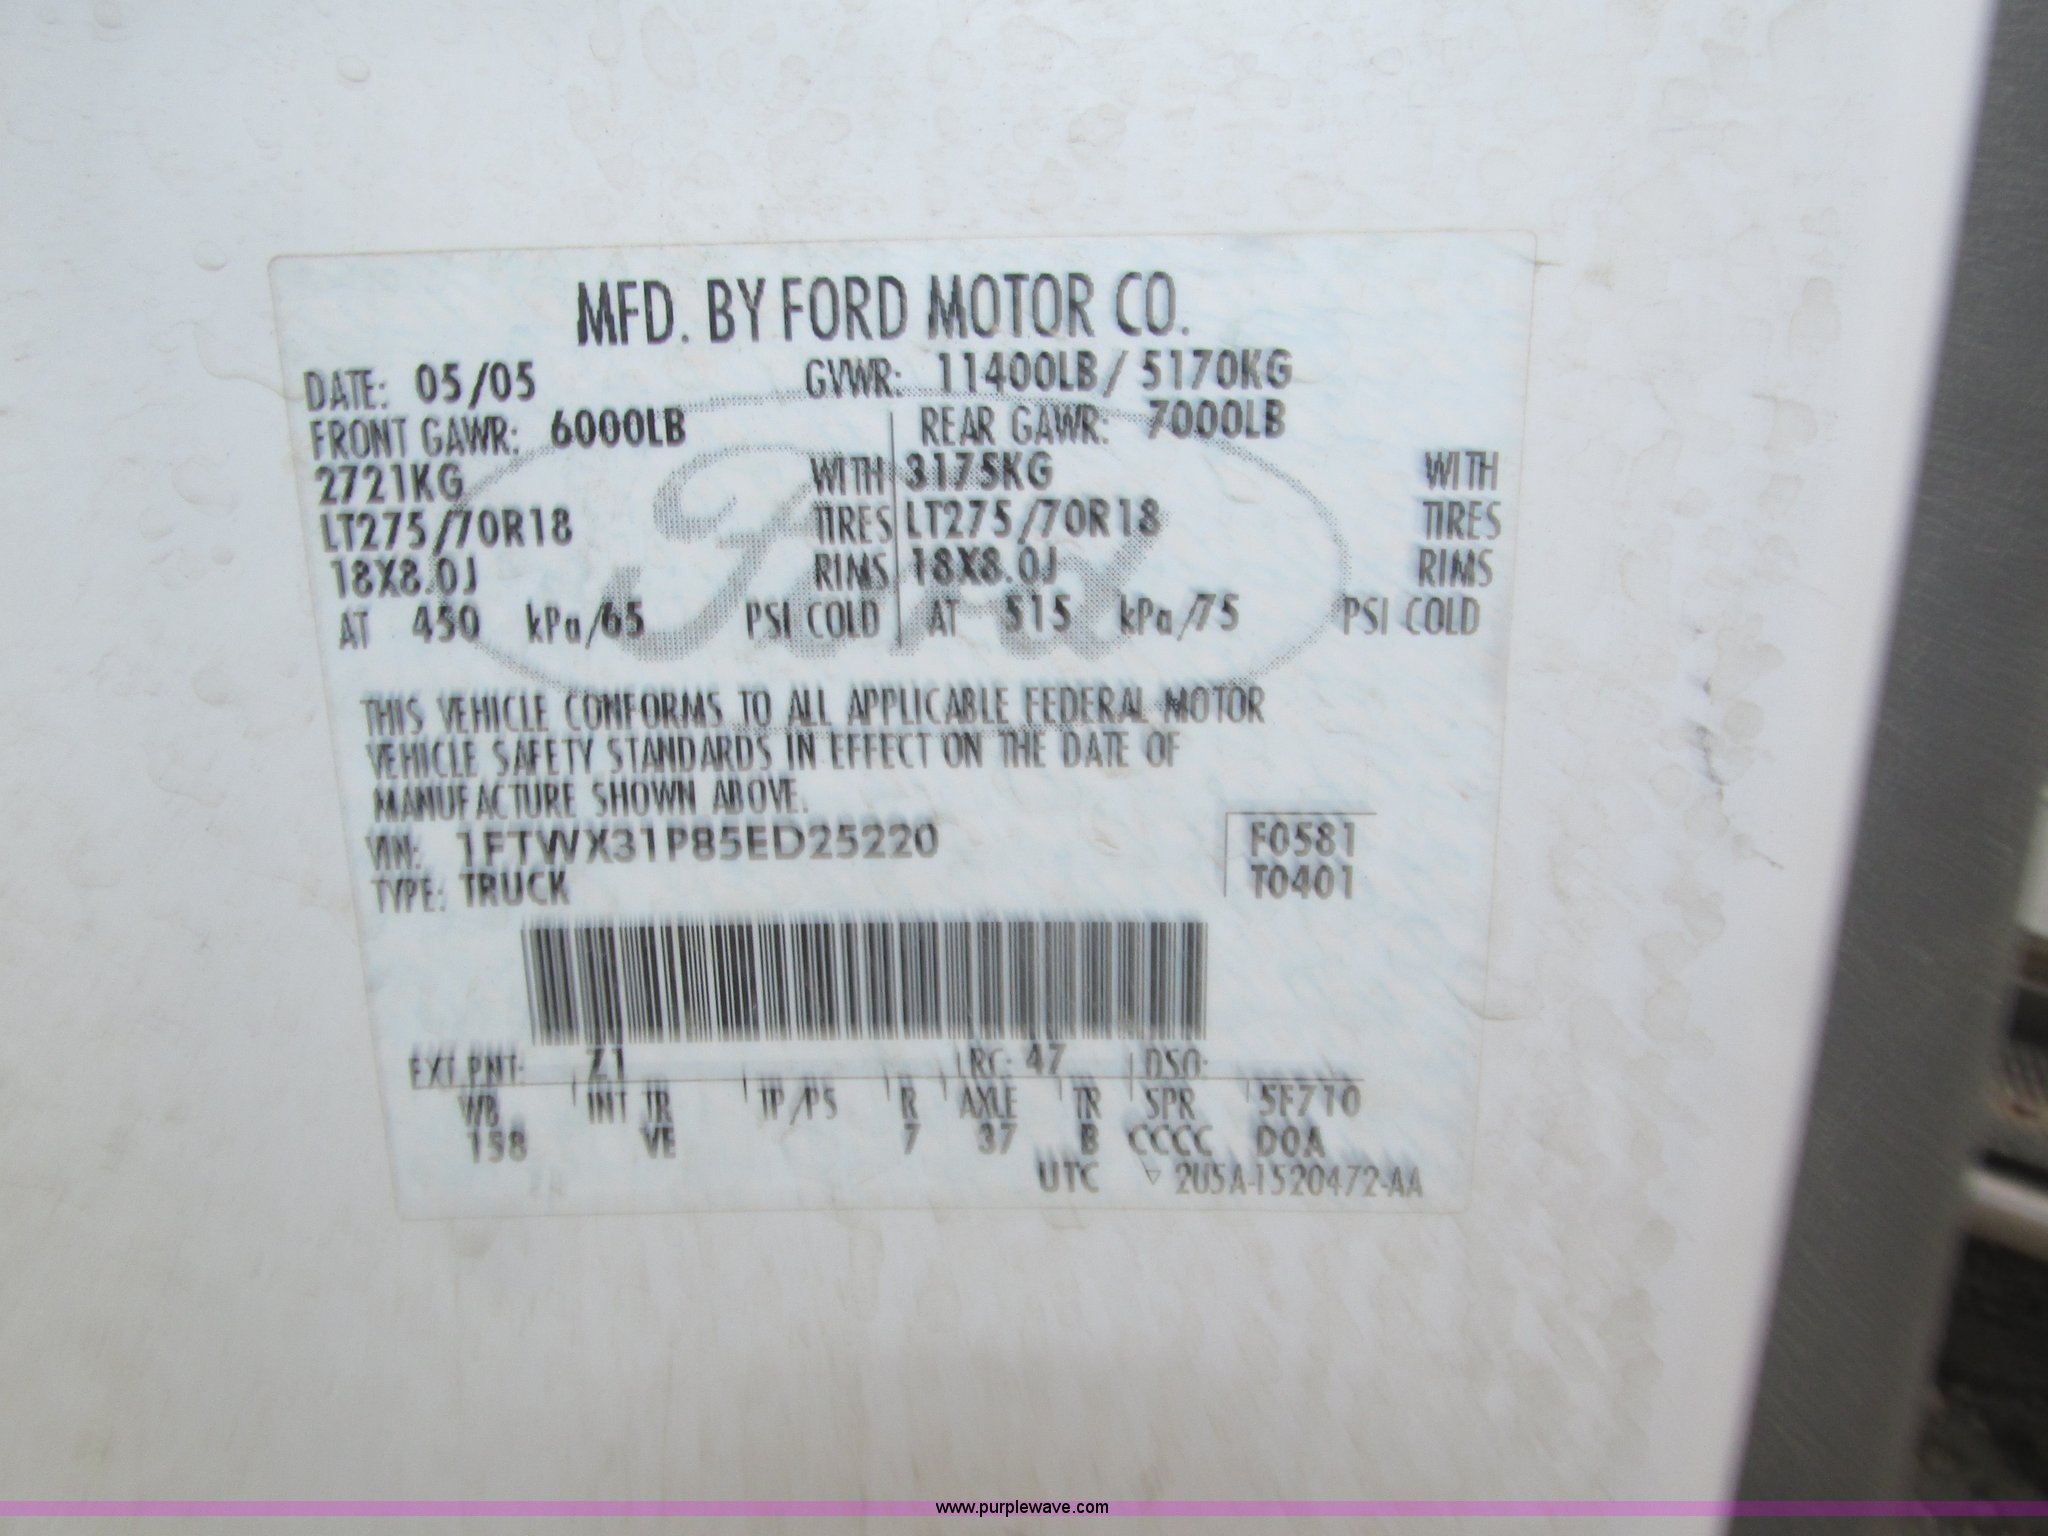 MFD. BY FORD MOTOR CO.
DATE: 05/05 GVWR: 11400LB / 5170KG
FRONT GAWR: 6000LB REAR GAWR: 7000LB
2721KG WITH 3175KG WITH
LT275/70R18 TIRES LT275/70R18 TIRES
18X8.0J RIMS 18X8.0J RIMS
AT 450 kPa/65 PSI COLD AT 515 kPa/75 PSI COLD
Ford
THIS VEHICLE CONFORMS TO ALL APPLICABLE FEDERAL MOTOR
VEHICLE SAFETY STANDARDS IN EFFECT ON THE DATE OF
MANUFACTURE SHOWN ABOVE.
VIN: 1FTWX31P85ED25220 F0581
TYPE: TRUCK T0401
EXT PNT: Z1 RC: 47 DSO:
WB INT TR TP/PS R AXLE TR SPR 5F710
158 VE 7 37 B CCCC DOA
UTC ▽ 2U5A-1520472-AA
www.purplewave.com